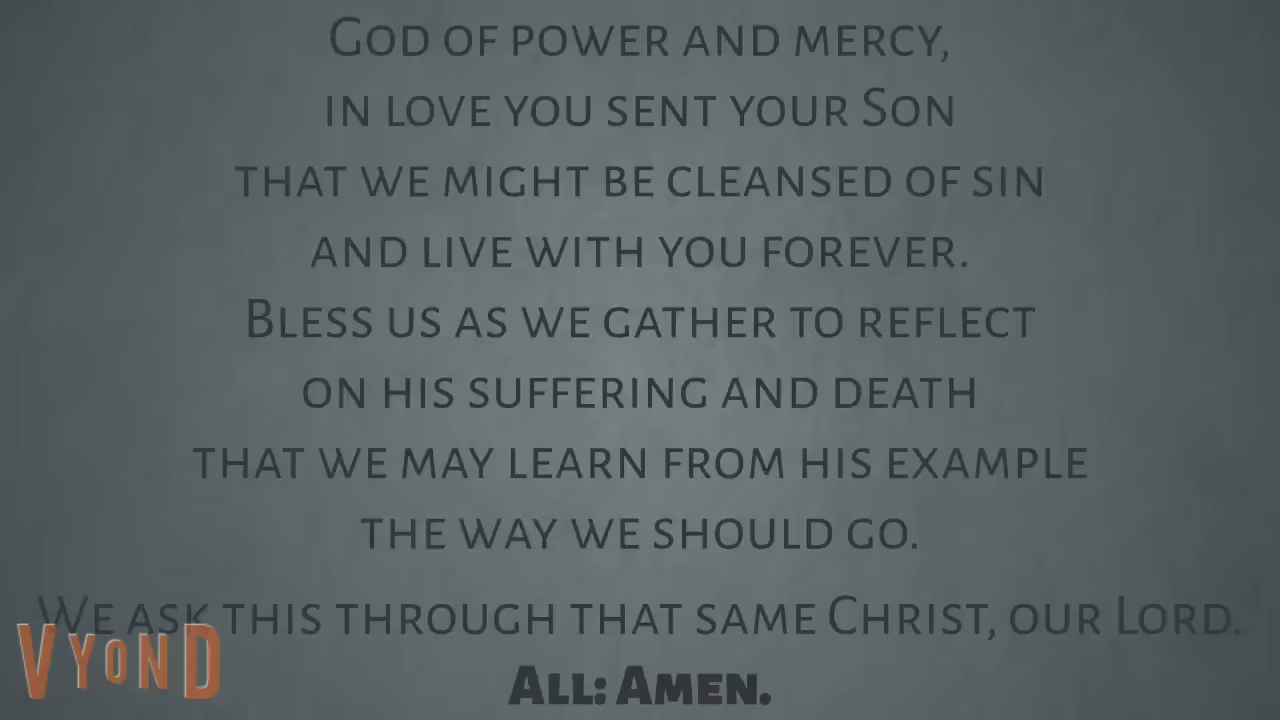 God of power and mercy,
in love you sent your Son
that we might be cleansed of sin
and live with you forever.
Bless us as we gather to reflect
on his suffering and death
that we may learn from his example
the way we should go.
We ask this through that same Christ, our Lord.
All: Amen.
VYOND